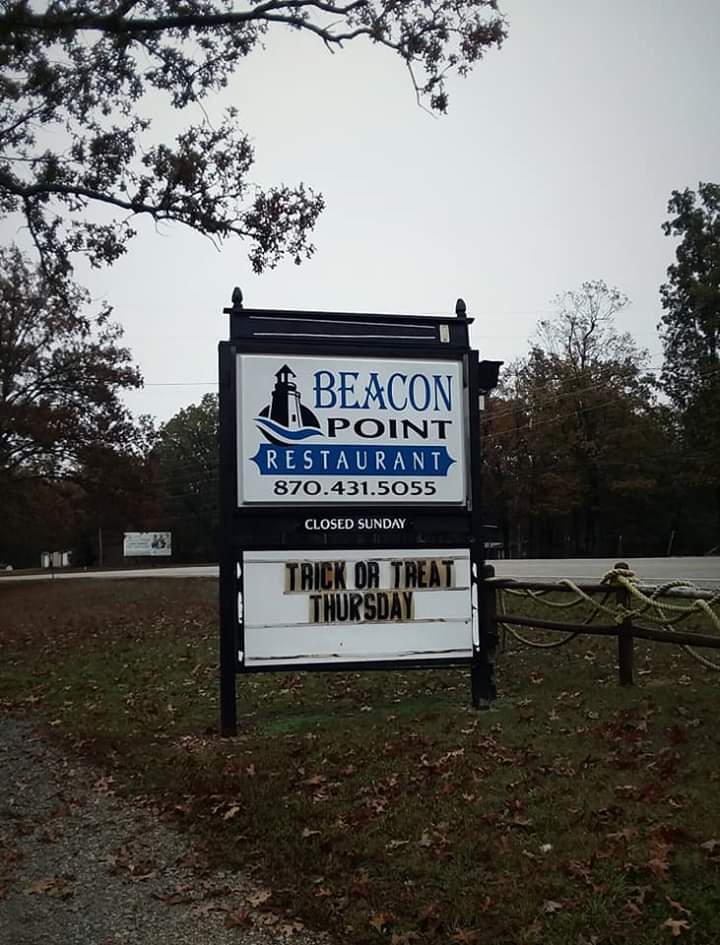 BEACON
POINT
RESTAURANT
870.431.5055
CLOSED SUNDAY
TRICK OR TREAT
THURSDAY